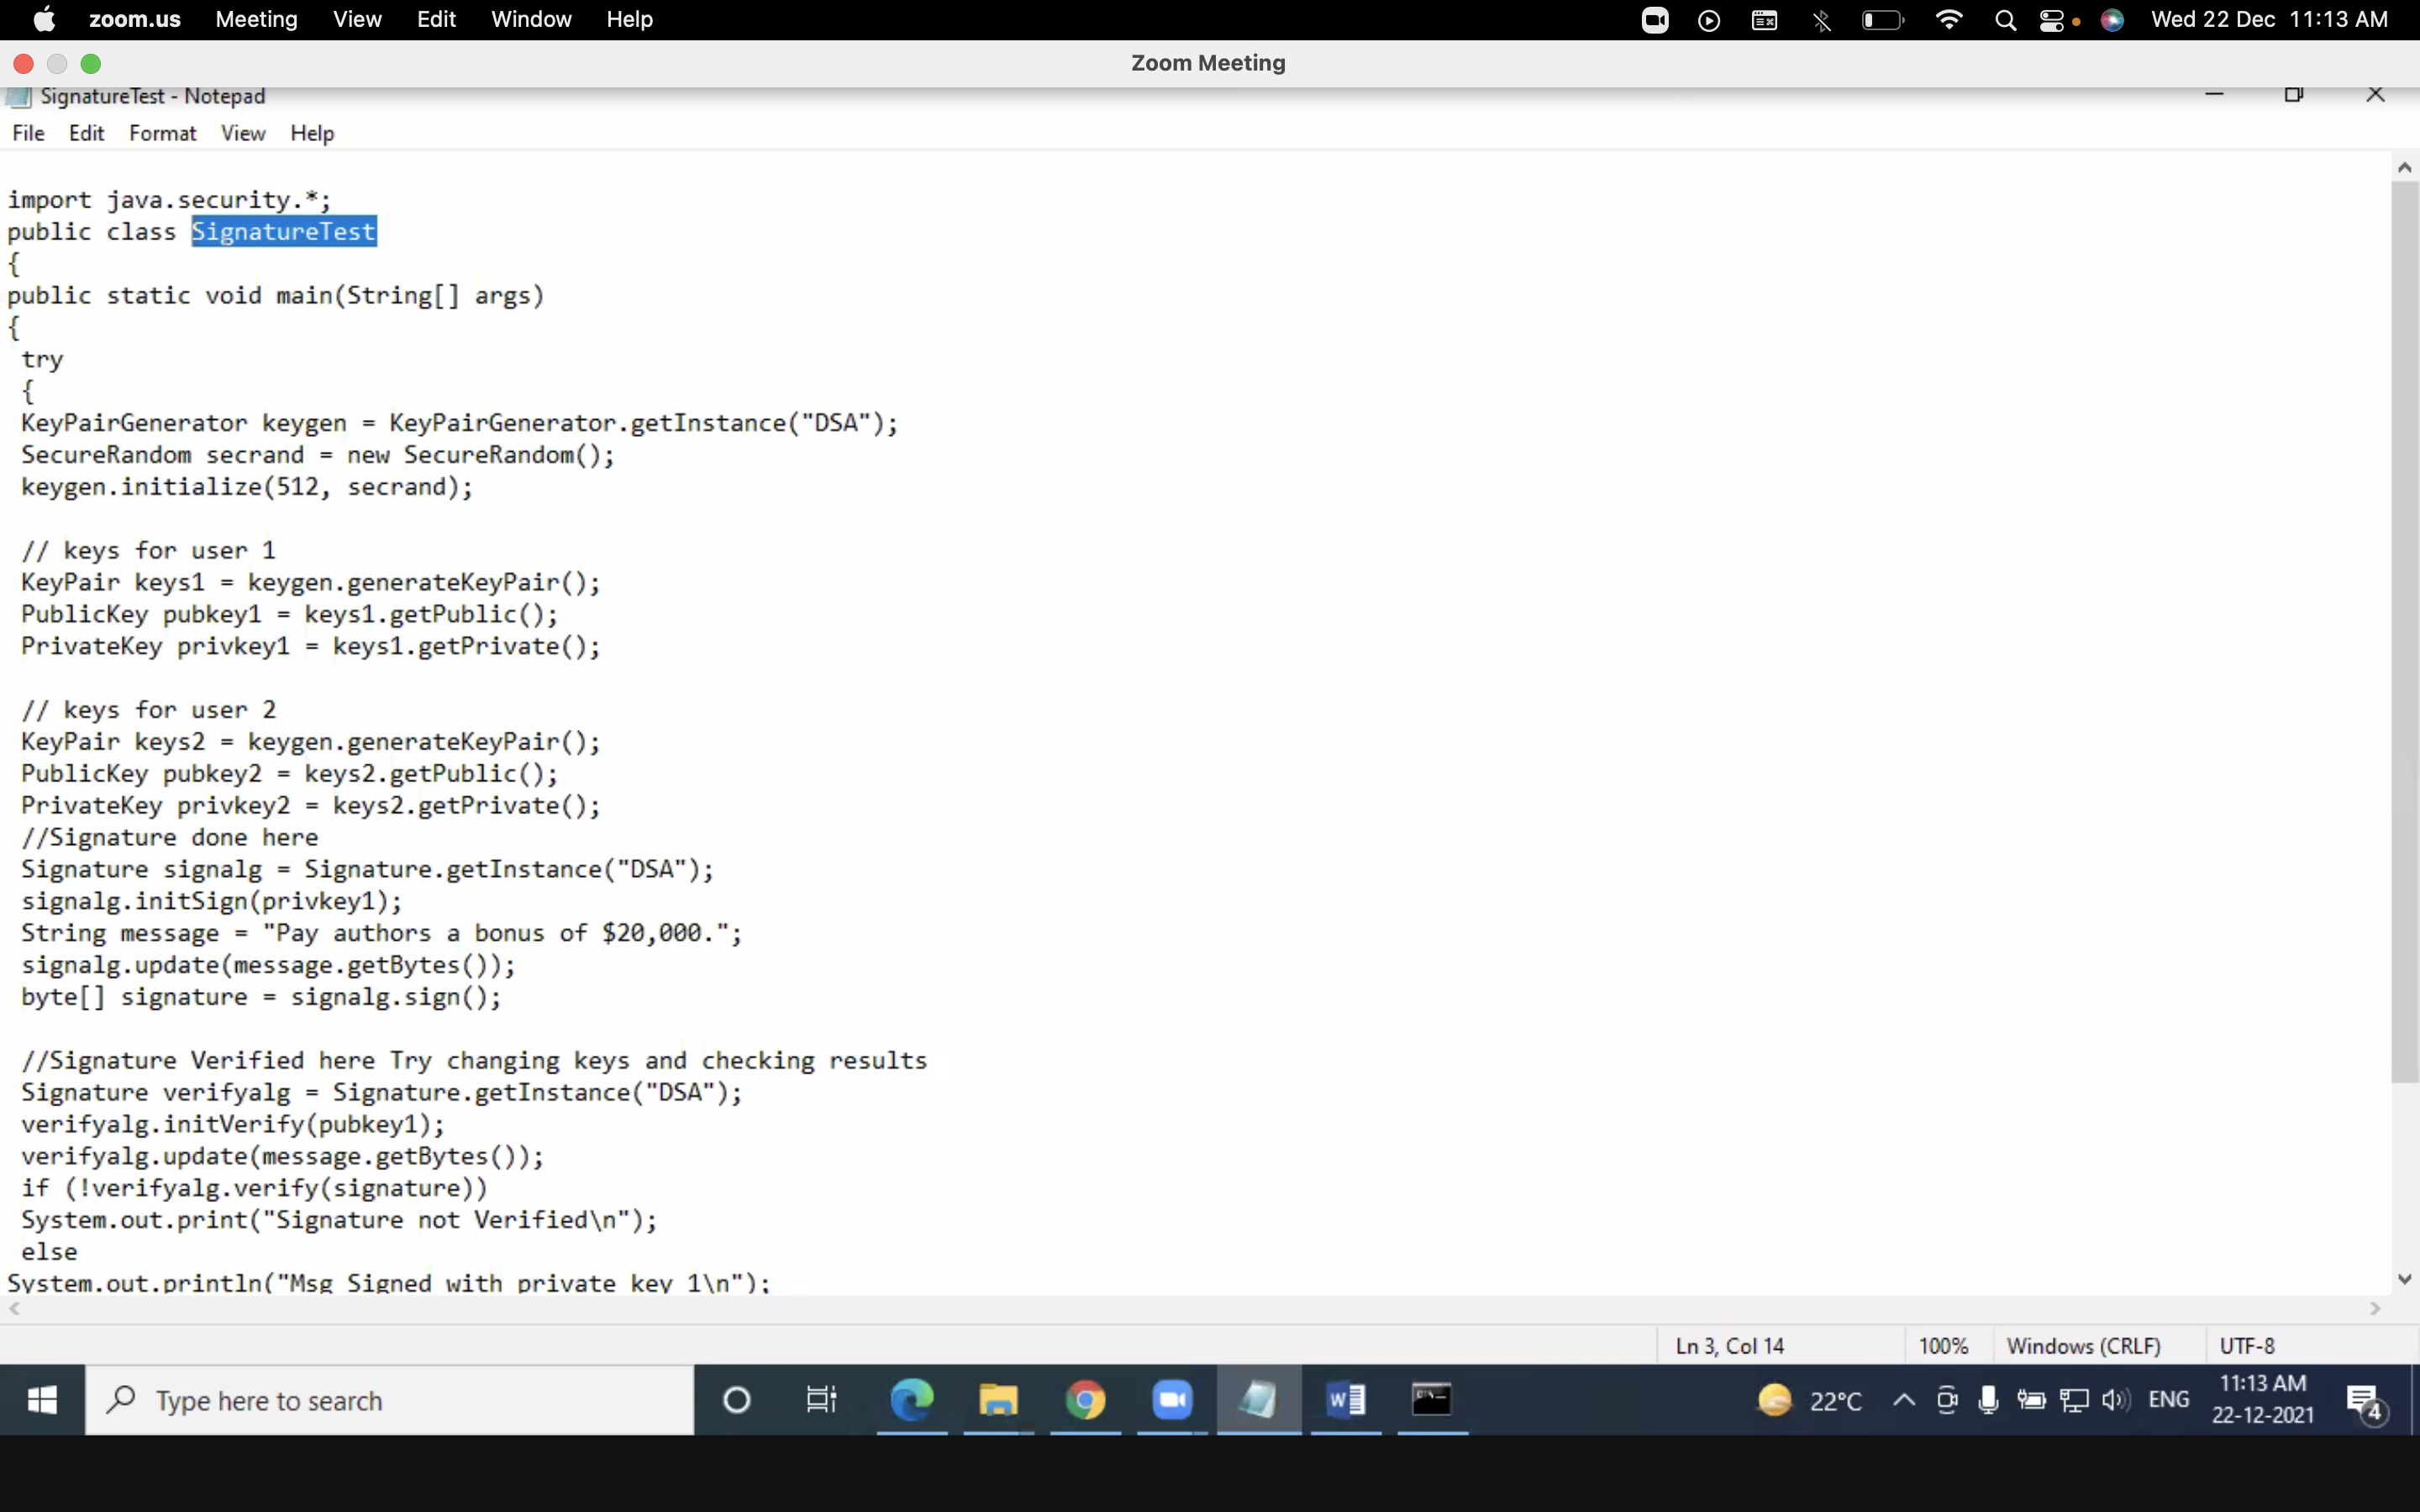 zoom.us Meeting View Edit Window Help Wed 22 Dec 11:13 AM
Zoom Meeting
SignatureTest - Notepad
File Edit Format View Help
import java.security.*;
public class SignatureTest
{
public static void main(String[] args)
{
try
{
KeyPairGenerator keygen = KeyPairGenerator.getInstance("DSA");
SecureRandom secrand = new SecureRandom();
keygen.initialize(512, secrand);
// keys for user 1
KeyPair keys1 = keygen.generateKeyPair();
PublicKey pubkey1 = keys1.getPublic();
PrivateKey privkey1 = keys1.getPrivate();
// keys for user 2
KeyPair keys2 = keygen.generateKeyPair();
PublicKey pubkey2 = keys2.getPublic();
PrivateKey privkey2 = keys2.getPrivate();
//Signature done here
Signature signalg = Signature.getInstance("DSA");
signalg.initSign(privkey1);
String message = "Pay authors a bonus of $20,000.";
signalg.update(message.getBytes());
byte[] signature = signalg.sign();
//Signature Verified here Try changing keys and checking results
Signature verifyalg = Signature.getInstance("DSA");
verifyalg.initVerify(pubkey1);
verifyalg.update(message.getBytes());
if (!verifyalg.verify(signature))
System.out.print("Signature not Verified\n");
else
System.out.println("Msg Signed with private key 1\n");
Ln 3, Col 14 100% Windows (CRLF) UTF-8
Type here to search 22°C ENG 11:13 AM
22-12-2021 4